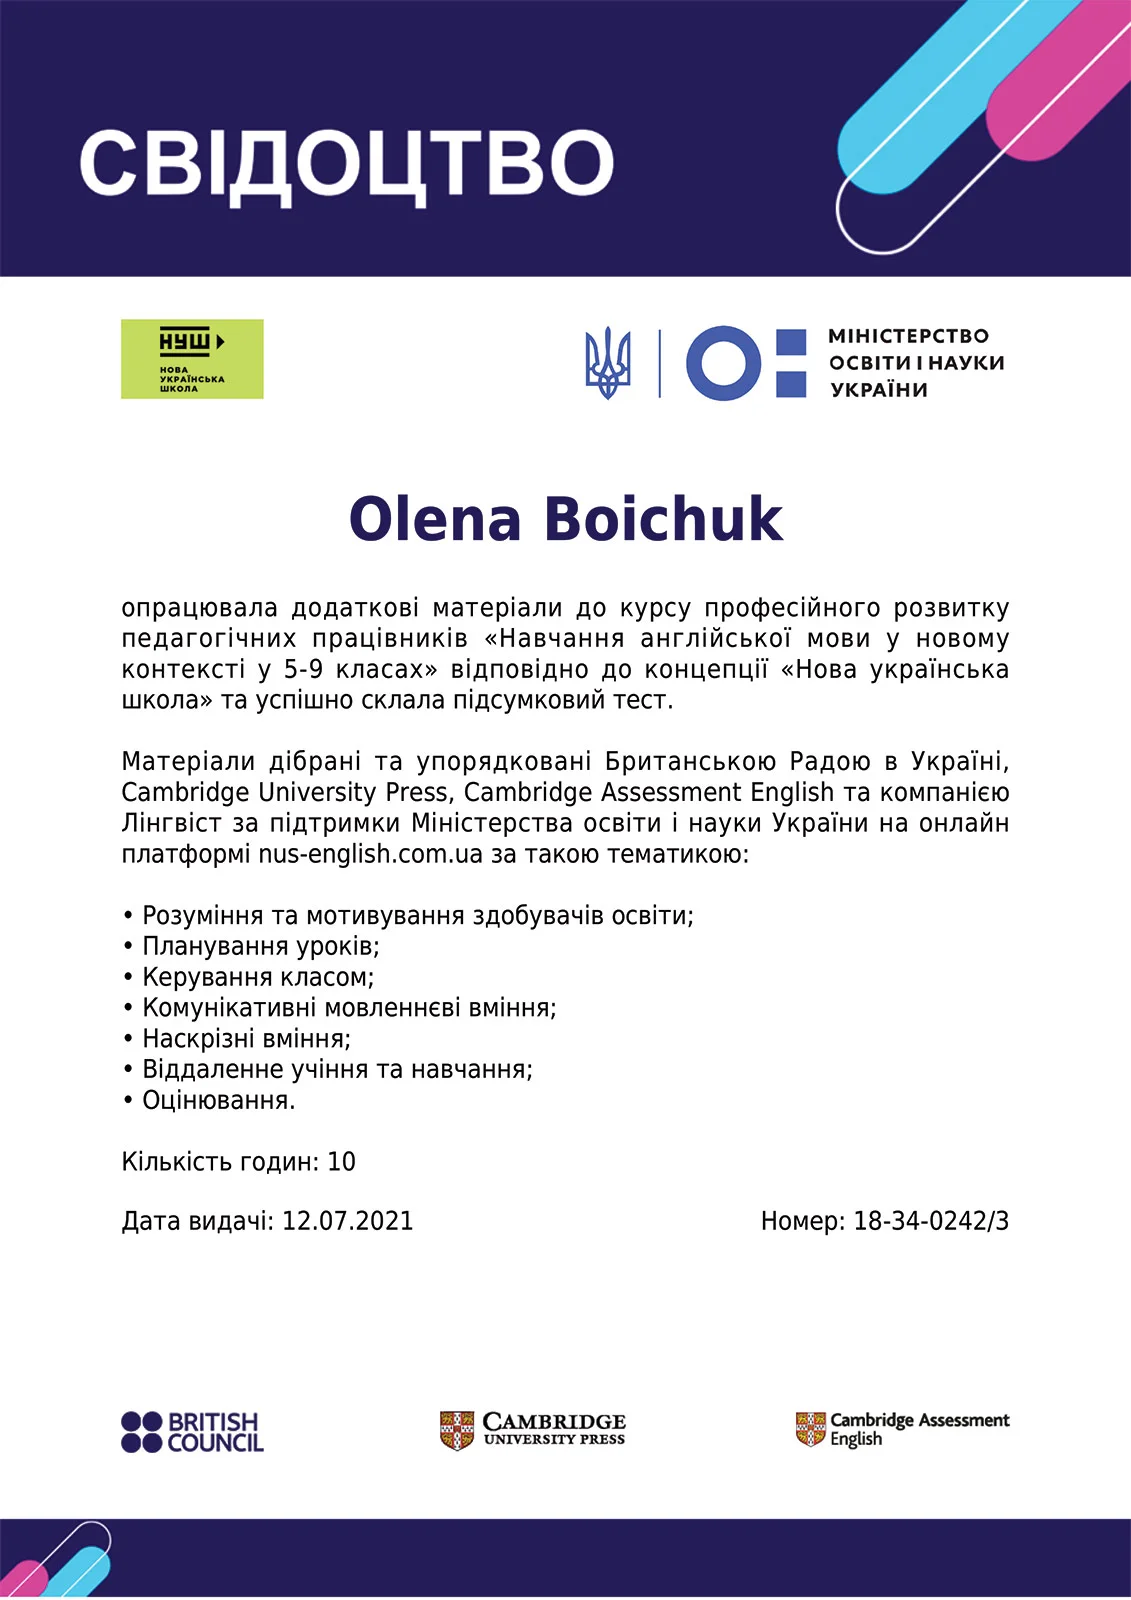 СВІДОЦТВО
НУШ
НОВА
УКРАЇНСЬКА
ШКОЛА
МІНІСТЕРСТВО
ОСВІТИ І НАУКИ
УКРАЇНИ
Olena Boichuk
опрацювала додаткові матеріали до курсу професійного розвитку
педагогічних працівників «Навчання англійської мови у новому
контексті у 5-9 класах» відповідно до концепції «Нова українська
школа» та успішно склала підсумковий тест.
Матеріали дібрані та упорядковані Британською Радою в Україні,
Cambridge University Press, Cambridge Assessment English та компанією
Лінгвіст за підтримки Міністерства освіти і науки України на онлайн
платформі nus-english.com.ua за такою тематикою:
• Розуміння та мотивування здобувачів освіти;
• Планування уроків;
• Керування класом;
• Комунікативні мовленнєві вміння;
• Наскрізні вміння;
• Віддаленне учіння та навчання;
• Оцінювання.
Кількість годин: 10
Дата видачі: 12.07.2021 Номер: 18-34-0242/3
BRITISH
COUNCIL
CAMBRIDGE
UNIVERSITY PRESS
Cambridge Assessment
English